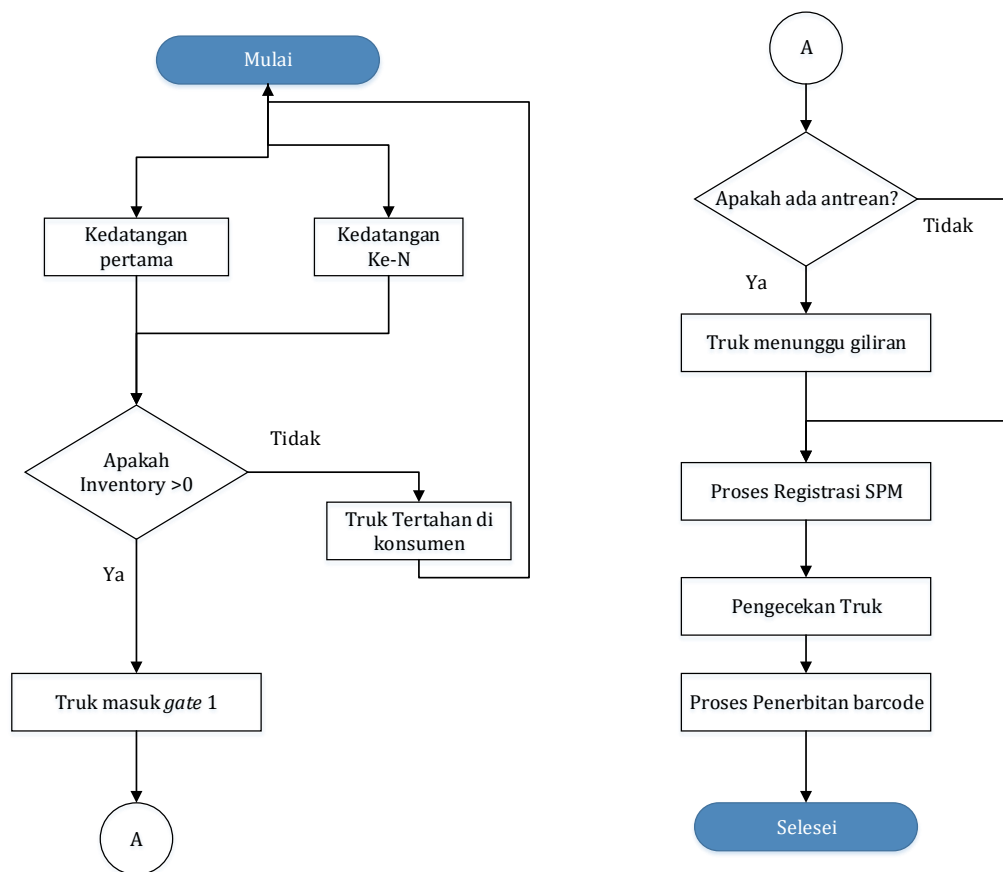 Mulai
Kedatangan
pertama
Kedatangan
Ke-N
Apakah
Inventory >0
Tidak
Truk Tertahan di
konsumen
Ya
Truk masuk gate 1
A
A
Apakah ada antrean?
Tidak
Ya
Truk menunggu giliran
Proses Registrasi SPM
Pengecekan Truk
Proses Penerbitan barcode
Selesei